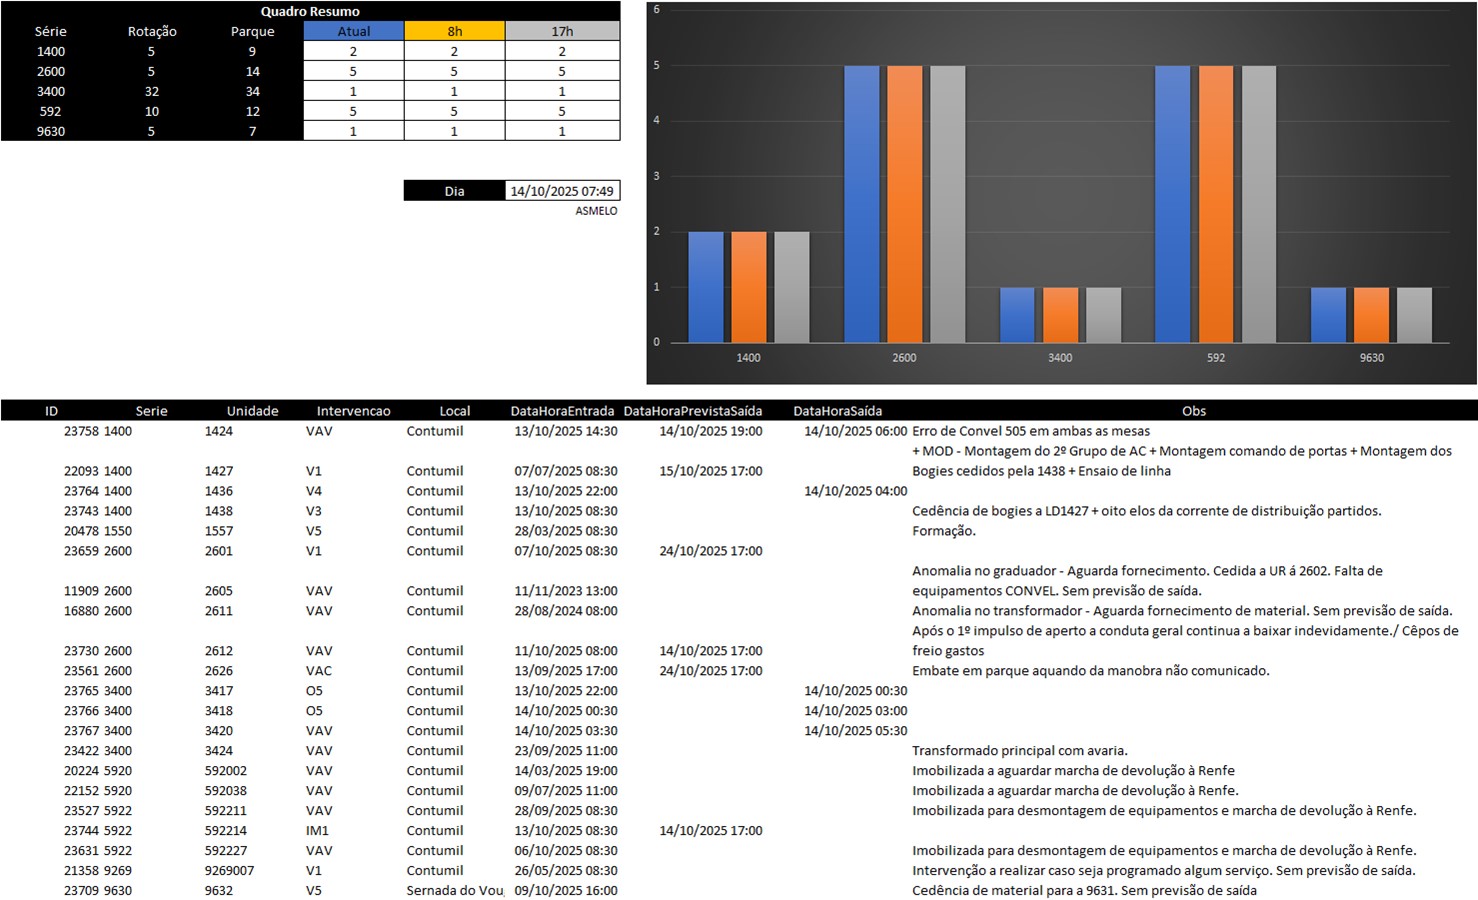 Quadro Resumo
Série Rotação Parque Atual 8h 17h
1400 5 9 2 2 2
2600 5 14 5 5 5
3400 32 34 1 1 1
592 10 12 5 5 5
9630 5 7 1 1 1
Dia 14/10/2025 07:49
ASMELO
6
5
4
3
2
1
0
1400 2600 3400 592 9630
ID Serie Unidade Intervencao Local DataHoraEntrada DataHoraPrevistaSaída DataHoraSaída Obs
23758 1400 1424 VAV Contumil 13/10/2025 14:30 14/10/2025 19:00 14/10/2025 06:00 Erro de Convel 505 em ambas as mesas
+ MOD - Montagem do 2º Grupo de AC + Montagem comando de portas + Montagem dos
22093 1400 1427 V1 Contumil 07/07/2025 08:30 15/10/2025 17:00 Bogies cedidos pela 1438 + Ensaio de linha
23764 1400 1436 V4 Contumil 13/10/2025 22:00 14/10/2025 04:00
23743 1400 1438 V3 Contumil 13/10/2025 08:30 Cedência de bogies a LD1427 + oito elos da corrente de distribuição partidos.
20478 1550 1557 V5 Contumil 28/03/2025 08:30 Formação.
23659 2600 2601 V1 Contumil 07/10/2025 08:30 24/10/2025 17:00
Anomalia no graduador - Aguarda fornecimento. Cedida a UR á 2602. Falta de
11909 2600 2605 VAV Contumil 11/11/2023 13:00 equipamentos CONVEL. Sem previsão de saída.
16880 2600 2611 VAV Contumil 28/08/2024 08:00 Anomalia no transformador - Aguarda fornecimento de material. Sem previsão de saída.
Após o 1º impulso de aperto a conduta geral continua a baixar indevidamente./ Cêpos de
23730 2600 2612 VAV Contumil 11/10/2025 08:00 14/10/2025 17:00 freio gastos
23561 2600 2626 VAC Contumil 13/09/2025 17:00 24/10/2025 17:00 Embate em parque aquando da manobra não comunicado.
23765 3400 3417 O5 Contumil 13/10/2025 22:00 14/10/2025 00:30
23766 3400 3418 O5 Contumil 14/10/2025 00:30 14/10/2025 03:00
23767 3400 3420 VAV Contumil 14/10/2025 03:30 14/10/2025 05:30
23422 3400 3424 VAV Contumil 23/09/2025 11:00 Transformado principal com avaria.
20224 5920 592002 VAV Contumil 14/03/2025 19:00 Imobilizada a aguardar marcha de devolução à Renfe
22152 5920 592038 VAV Contumil 09/07/2025 11:00 Imobilizada a aguardar marcha de devolução à Renfe.
23527 5922 592211 VAV Contumil 28/09/2025 08:30 Imobilizada para desmontagem de equipamentos e marcha de devolução à Renfe.
23744 5922 592214 IM1 Contumil 13/10/2025 08:30 14/10/2025 17:00
23631 5922 592227 VAV Contumil 06/10/2025 08:30 Imobilizada para desmontagem de equipamentos e marcha de devolução à Renfe.
21358 9269 9269007 V1 Contumil 26/05/2025 08:30 Intervenção a realizar caso seja programado algum serviço. Sem previsão de saída.
23709 9630 9632 V5 Sernada do Vou 09/10/2025 16:00 Cedência de material para a 9631. Sem previsão de saída